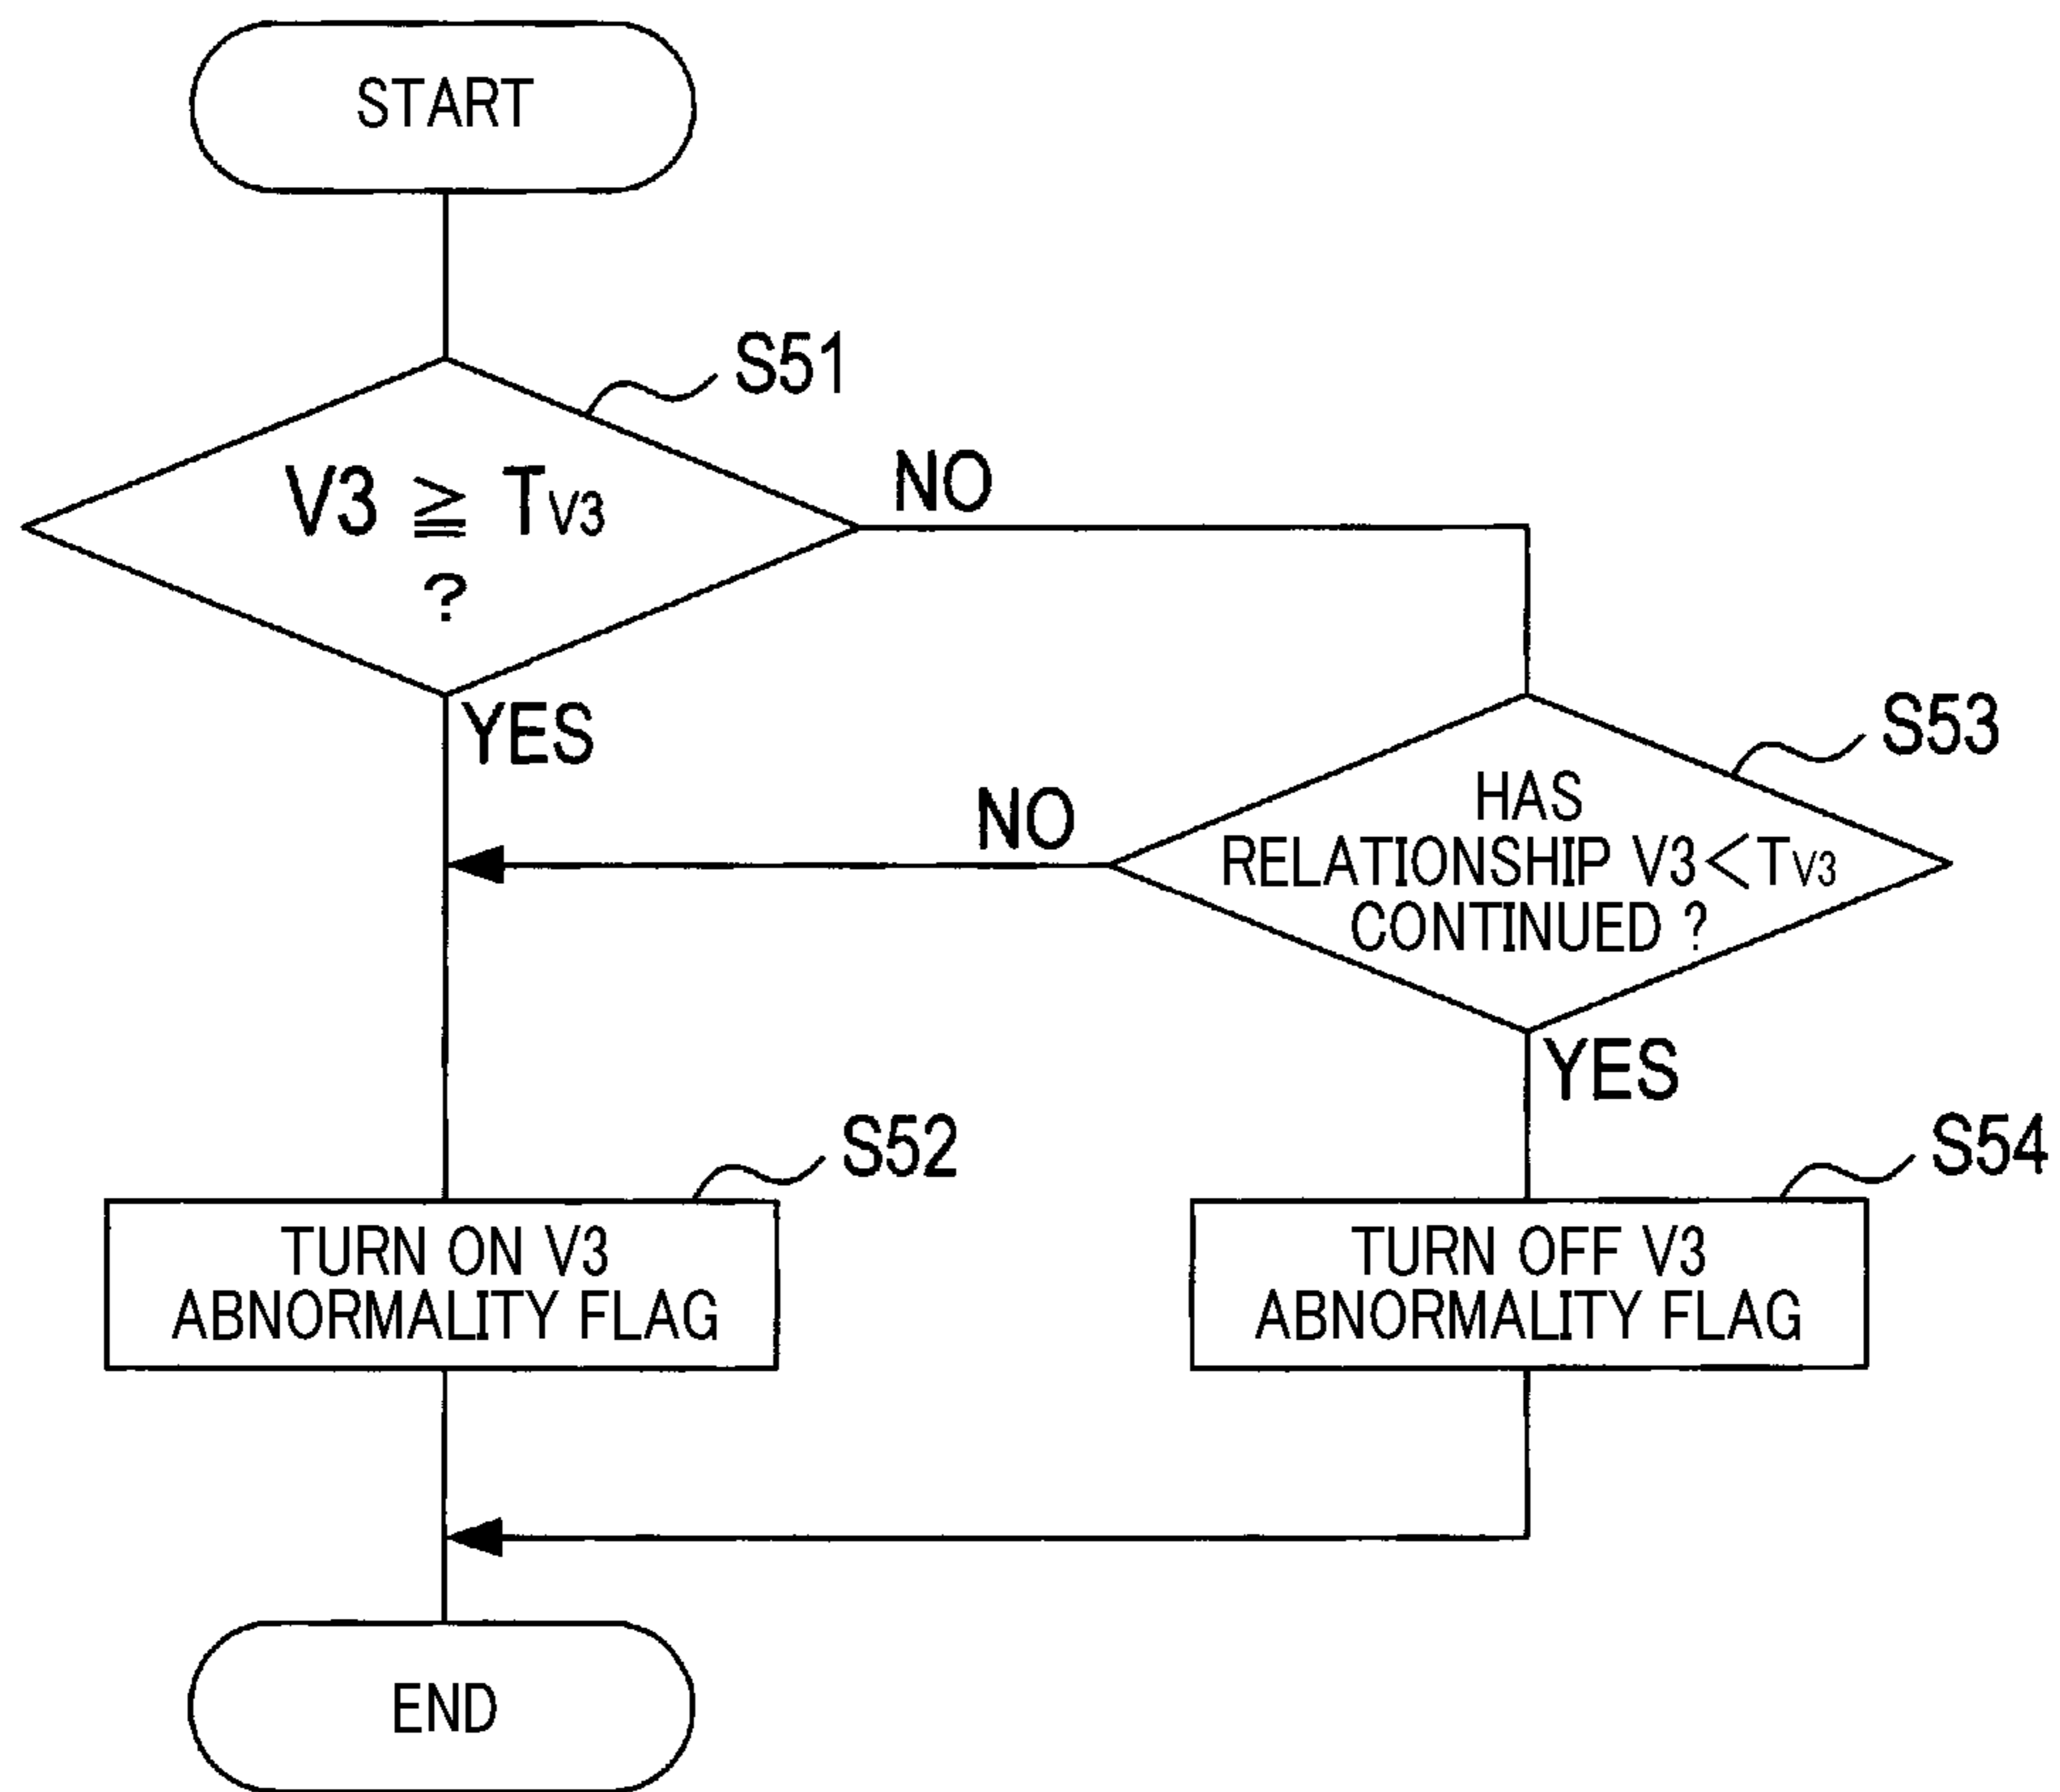 START
S51
V3 ≧ TV3
?
NO
YES
S53
HAS
RELATIONSHIP V3<TV3
CONTINUED ?
NO
YES
S52
TURN ON V3
ABNORMALITY FLAG
S54
TURN OFF V3
ABNORMALITY FLAG
END